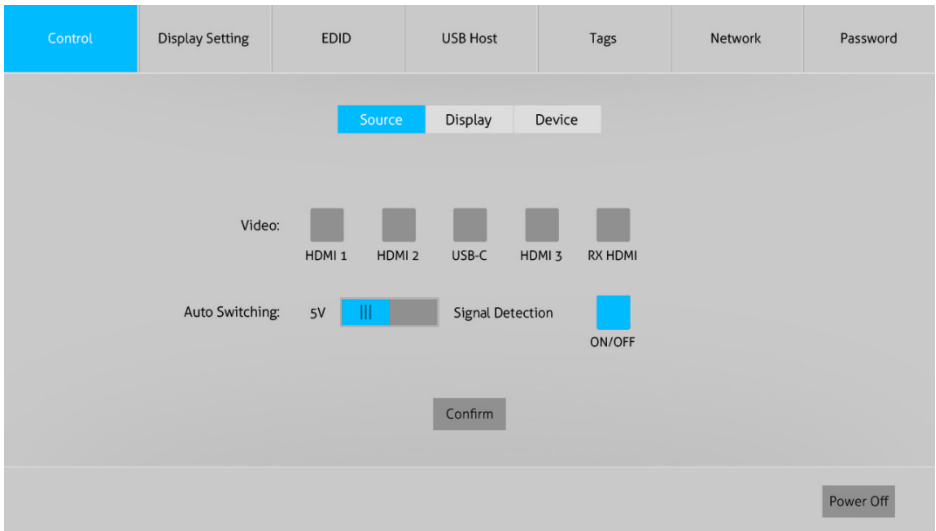 Control Display Setting EDID USB Host Tags Network Password
Source Display Device
Video:
HDMI 1 HDMI 2 USB-C HDMI 3 RX HDMI
Auto Switching: 5V Signal Detection
ON/OFF
Confirm
Power Off